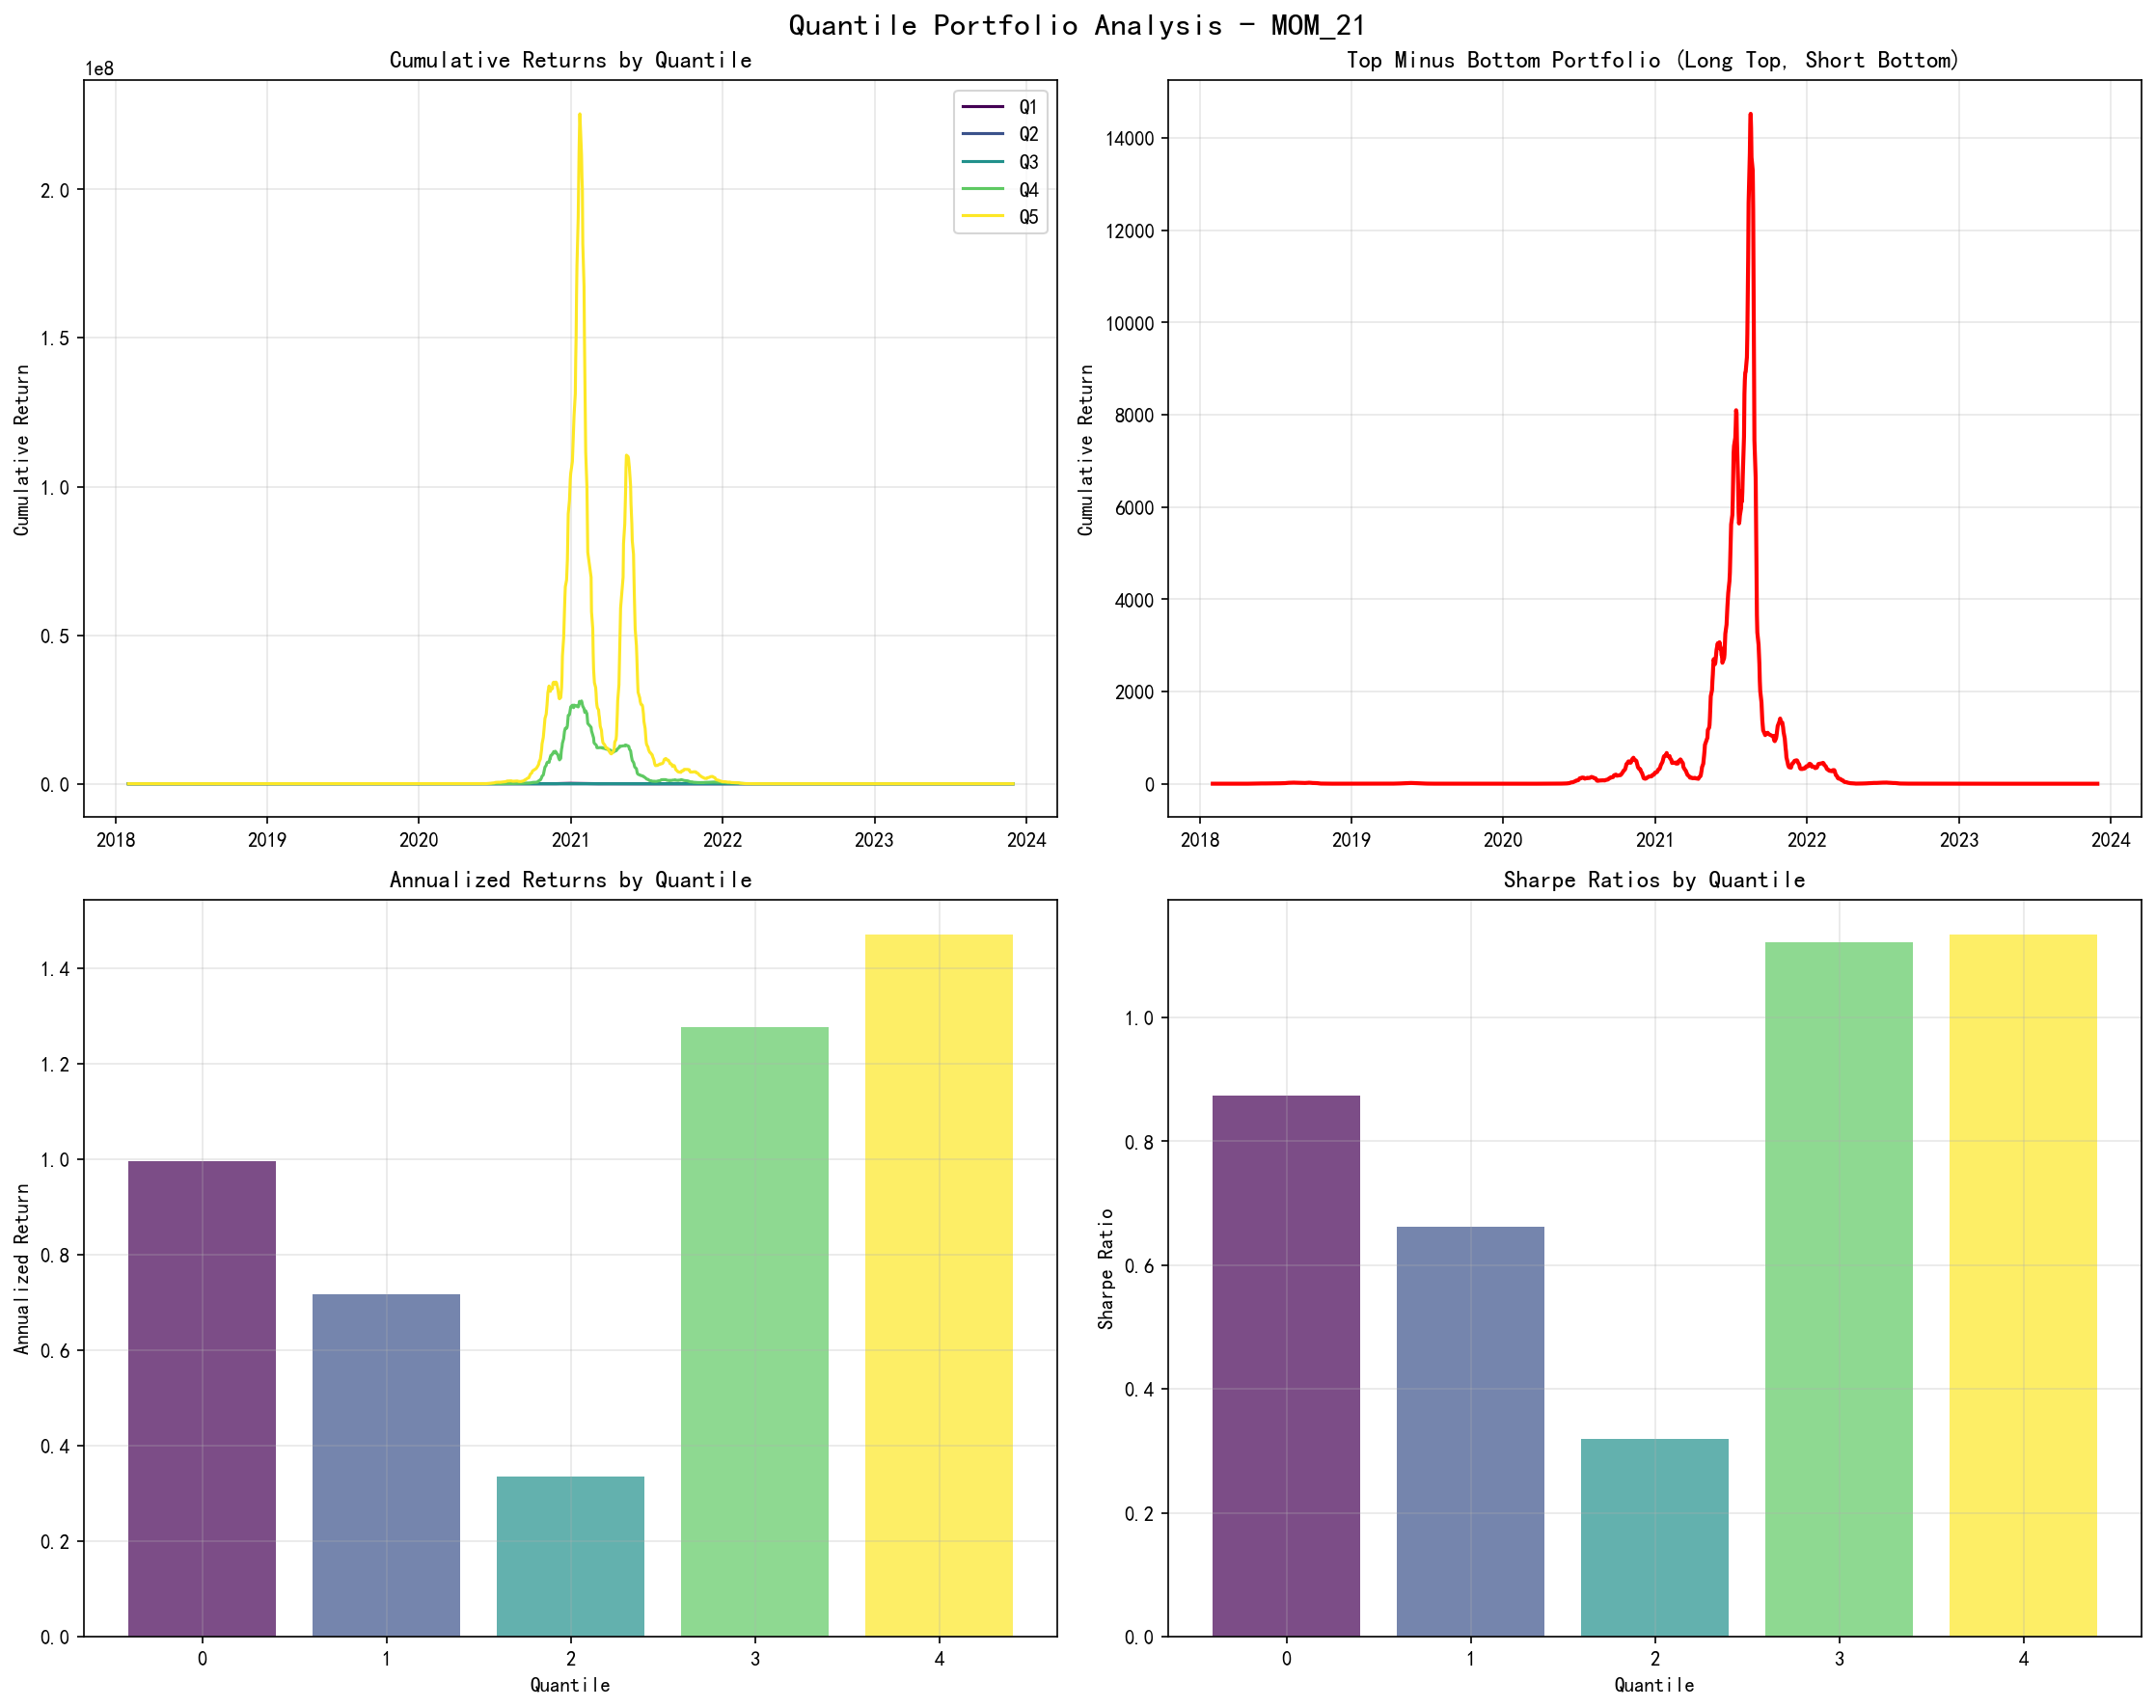 Quantile Portfolio Analysis - MOM_21
Cumulative Returns by Quantile
1e8
Cumulative Return
2.0
1.5
1.0
0.5
0.0
2018 2019 2020 2021 2022 2023 2024
Q1
Q2
Q3
Q4
Q5
Top Minus Bottom Portfolio (Long Top, Short Bottom)
Cumulative Return
14000
12000
10000
8000
6000
4000
2000
0
2018 2019 2020 2021 2022 2023 2024
Annualized Returns by Quantile
Annualized Return
1.4
1.2
1.0
0.8
0.6
0.4
0.2
0.0
0 1 2 3 4
Quantile
Sharpe Ratios by Quantile
Sharpe Ratio
1.0
0.8
0.6
0.4
0.2
0.0
0 1 2 3 4
Quantile